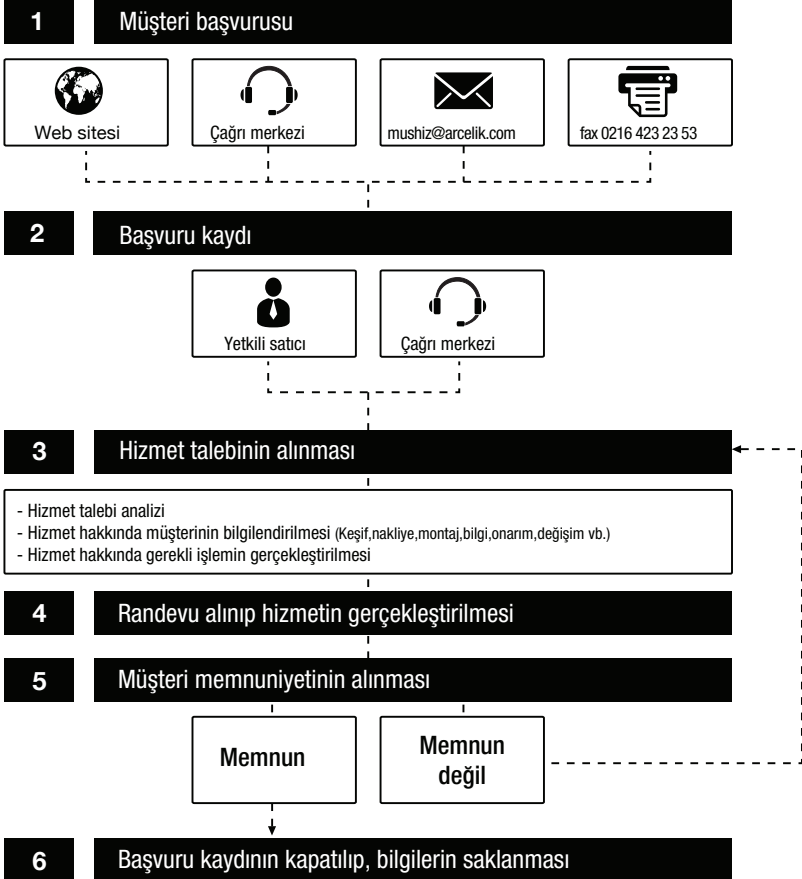 1 Müşteri başvurusu
Web sitesi
Çağrı merkezi
mushiz@arcelik.com
fax 0216 423 23 53
2 Başvuru kaydı
Yetkili satıcı
Çağrı merkezi
3 Hizmet talebinin alınması
- Hizmet talebi analizi
- Hizmet hakkında müşterinin bilgilendirilmesi (Keşif,nakliye,montaj,bilgi,onarım,değişim vb.)
- Hizmet hakkında gerekli işlemin gerçekleştirilmesi
4 Randevu alınıp hizmetin gerçekleştirilmesi
5 Müşteri memnuniyetinin alınması
Memnun
Memnun
değil
6 Başvuru kaydının kapatılıp, bilgilerin saklanması